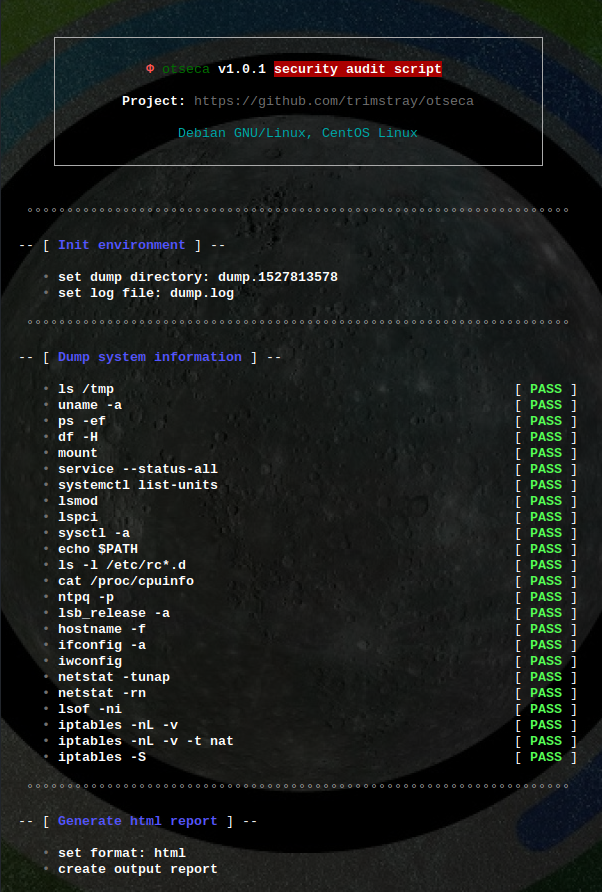 Φ otseca v1.0.1 security audit script
Project: https://github.com/trimstray/otseca
Debian GNU/Linux, CentOS Linux
-- [ Init environment ] --
• set dump directory: dump.1527813578
• set log file: dump.log
-- [ Dump system information ] --
• ls /tmp [ PASS ]
• uname -a [ PASS ]
• ps -ef [ PASS ]
• df -H [ PASS ]
• mount [ PASS ]
• service --status-all [ PASS ]
• systemctl list-units [ PASS ]
• lsmod [ PASS ]
• lspci [ PASS ]
• sysctl -a [ PASS ]
• echo $PATH [ PASS ]
• ls -l /etc/rc*.d [ PASS ]
• cat /proc/cpuinfo [ PASS ]
• ntpq -p [ PASS ]
• lsb_release -a [ PASS ]
• hostname -f [ PASS ]
• ifconfig -a [ PASS ]
• iwconfig [ PASS ]
• netstat -tunap [ PASS ]
• netstat -rn [ PASS ]
• lsof -ni [ PASS ]
• iptables -nL -v [ PASS ]
• iptables -nL -v -t nat [ PASS ]
• iptables -S [ PASS ]
-- [ Generate html report ] --
• set format: html
• create output report